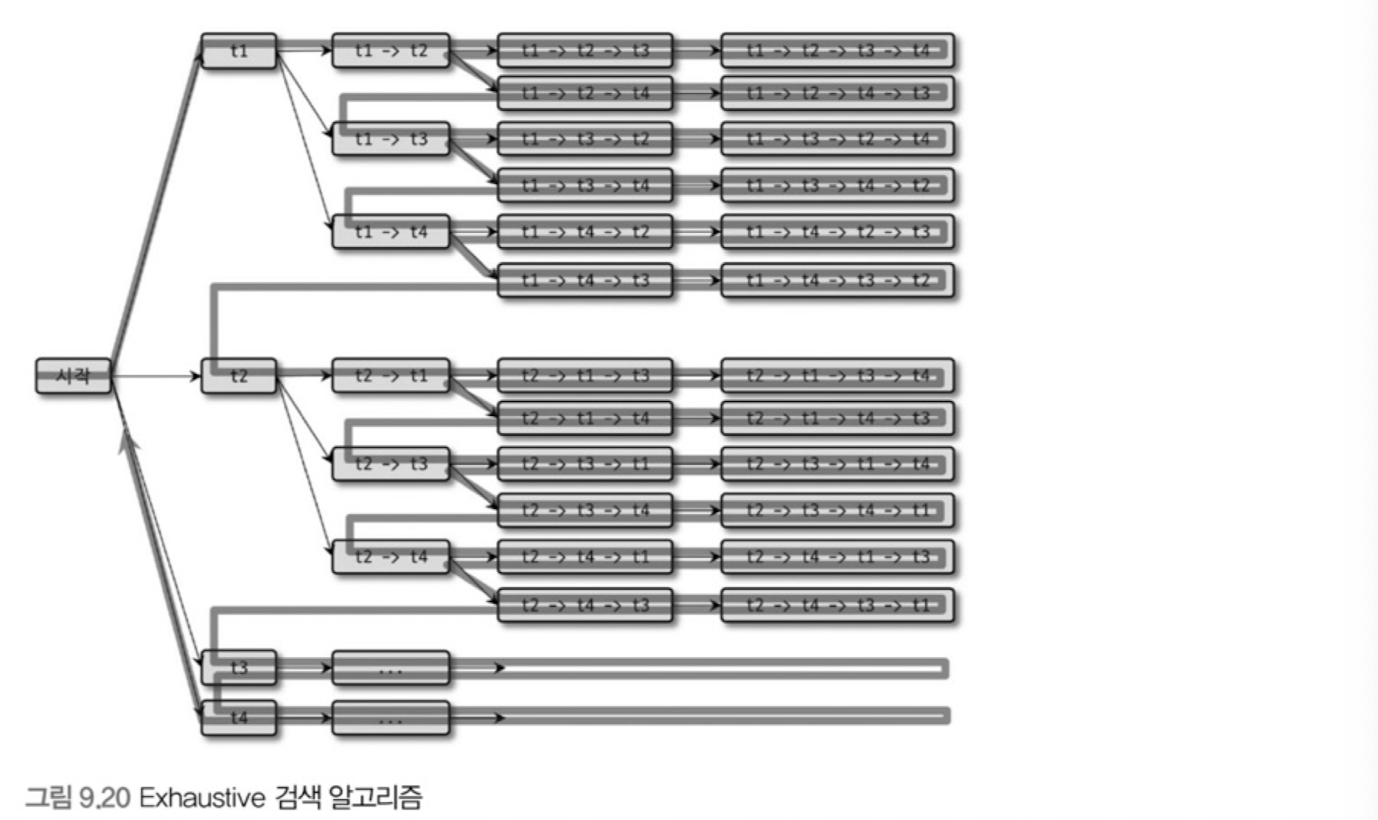 t1
t1 -> t2
t1 -> t2 -> t3
t1 -> t2 -> t3 -> t4
t1 -> t2 -> t4
t1 -> t2 -> t4 -> t3
t1 -> t3
t1 -> t3 -> t2
t1 -> t3 -> t2 -> t4
t1 -> t3 -> t4
t1 -> t3 -> t4 -> t2
t1 -> t4
t1 -> t4 -> t2
t1 -> t4 -> t2 -> t3
t1 -> t4 -> t3
t1 -> t4 -> t3 -> t2
시작
t2
t2 -> t1
t2 -> t1 -> t3
t2 -> t1 -> t3 -> t4
t2 -> t1 -> t4
t2 -> t1 -> t4 -> t3
t2 -> t3
t2 -> t3 -> t1
t2 -> t3 -> t1 -> t4
t2 -> t3 -> t4
t2 -> t3 -> t4 -> t1
t2 -> t4
t2 -> t4 -> t1
t2 -> t4 -> t1 -> t3
t2 -> t4 -> t3
t2 -> t4 -> t3 -> t1
t3
...
t4
...
그림 9.20 Exhaustive 검색 알고리즘